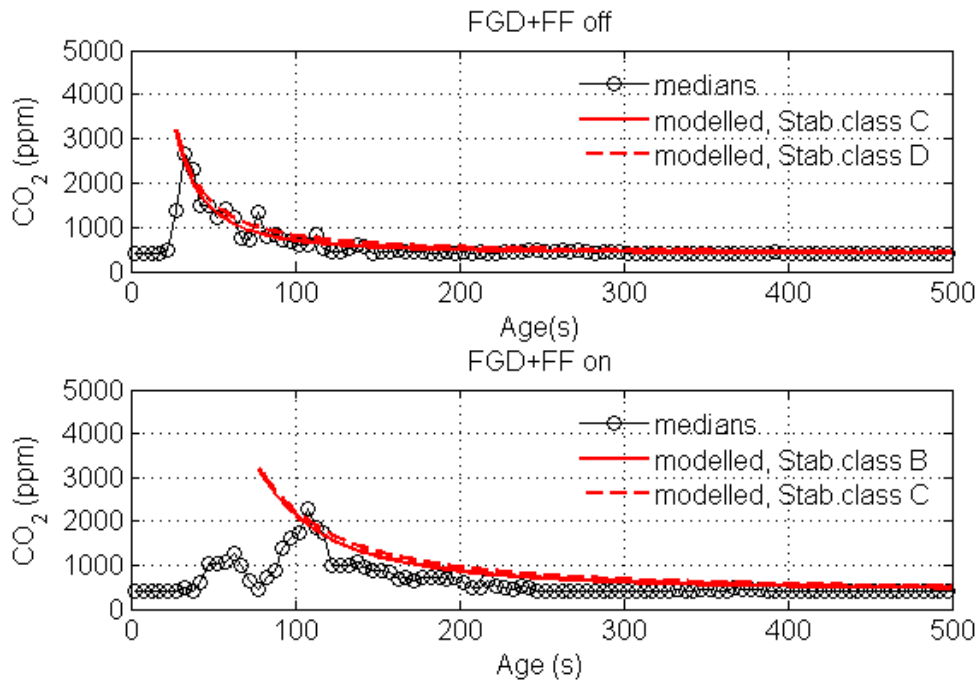 FGD+FF off
5000
4000
3000
2000
1000
0
CO2 (ppm)
medians
modelled, Stab.class C
modelled, Stab.class D
0 100 200 300 400 500
Age(s)
FGD+FF on
5000
4000
3000
2000
1000
0
CO2 (ppm)
medians
modelled, Stab.class B
modelled, Stab.class C
0 100 200 300 400 500
Age (s)